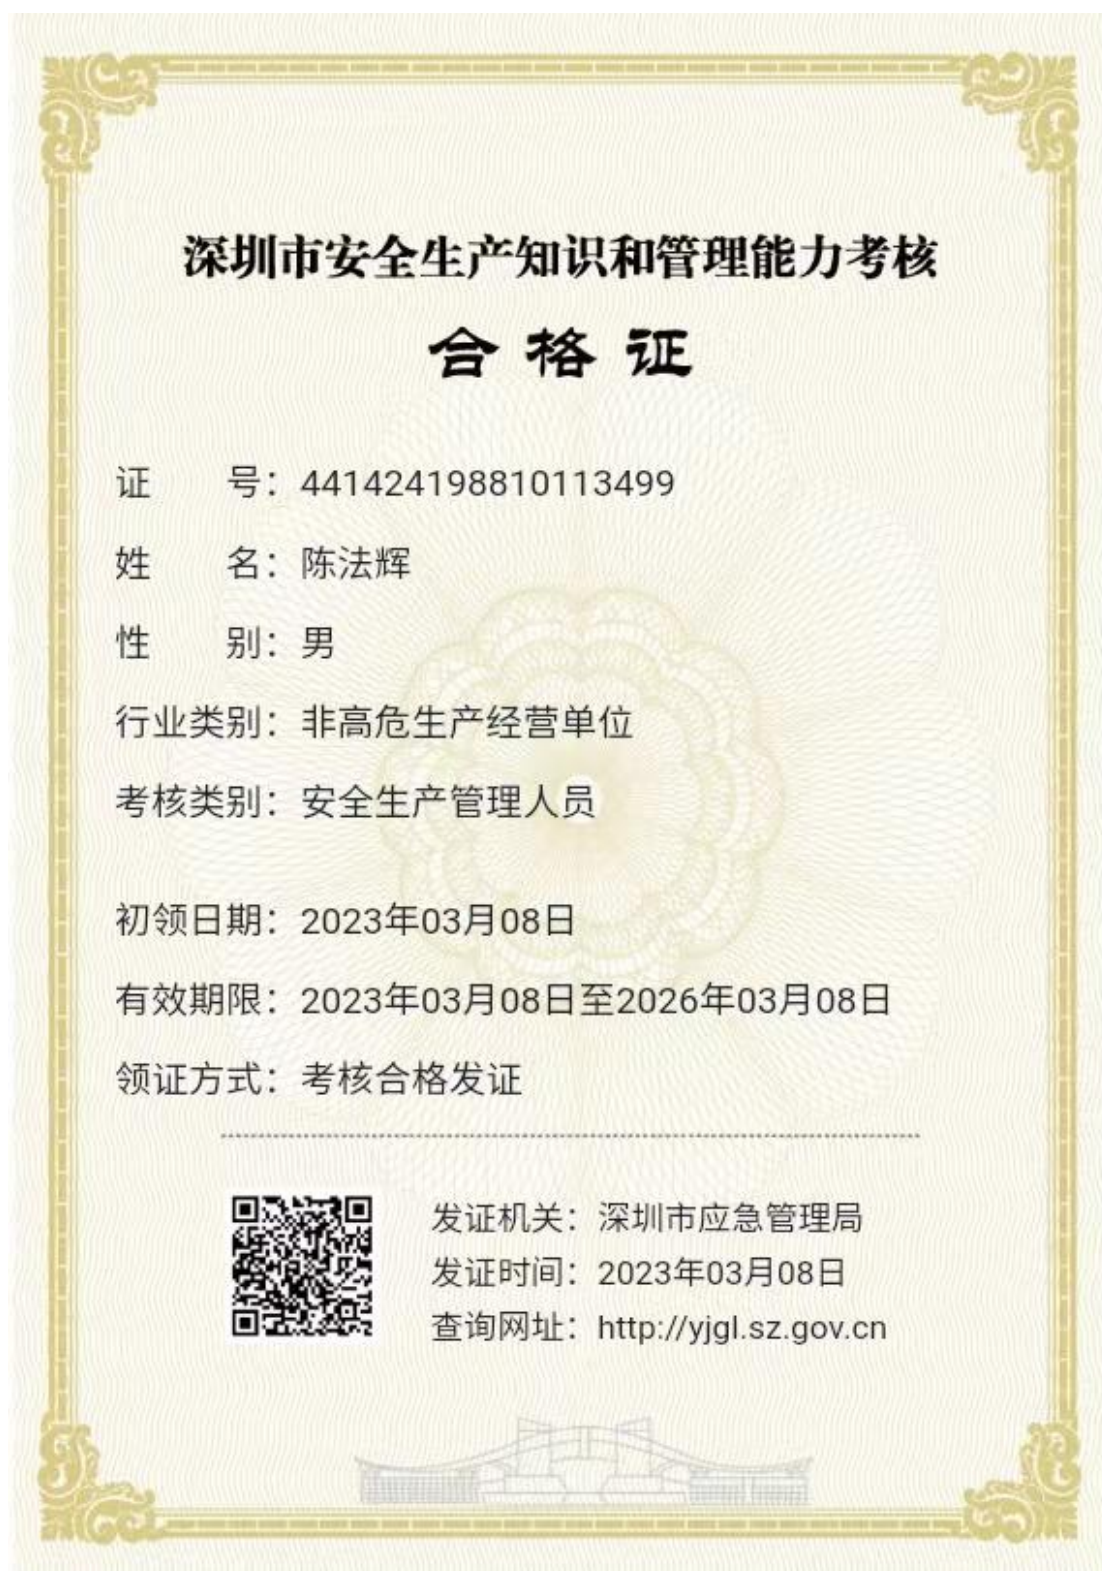 深圳市安全生产知识和管理能力考核
合格证
证 号：441424198810113499
姓 名：陈法辉
性 别：男
行业类别：非高危生产经营单位
考核类别：安全生产管理人员
初领日期：2023年03月08日
有效期限：2023年03月08日至2026年03月08日
领证方式：考核合格发证
发证机关：深圳市应急管理局
发证时间：2023年03月08日
查询网址：http://yjgl.sz.gov.cn